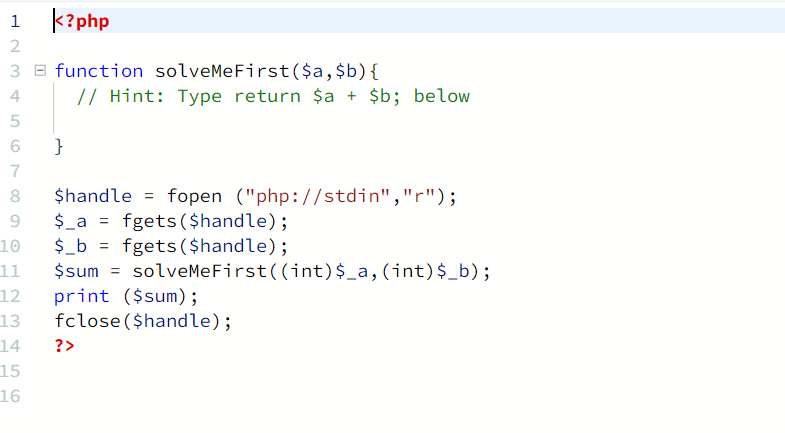 1 <?php
2
3 function solveMeFirst($a,$b){
4 // Hint: Type return $a + $b; below
5
6 }
7
8 $handle = fopen ("php://stdin","r");
9 $_a = fgets($handle);
10 $_b = fgets($handle);
11 $sum = solveMeFirst((int)$_a,(int)$_b);
12 print ($sum);
13 fclose($handle);
14 ?>
15
16